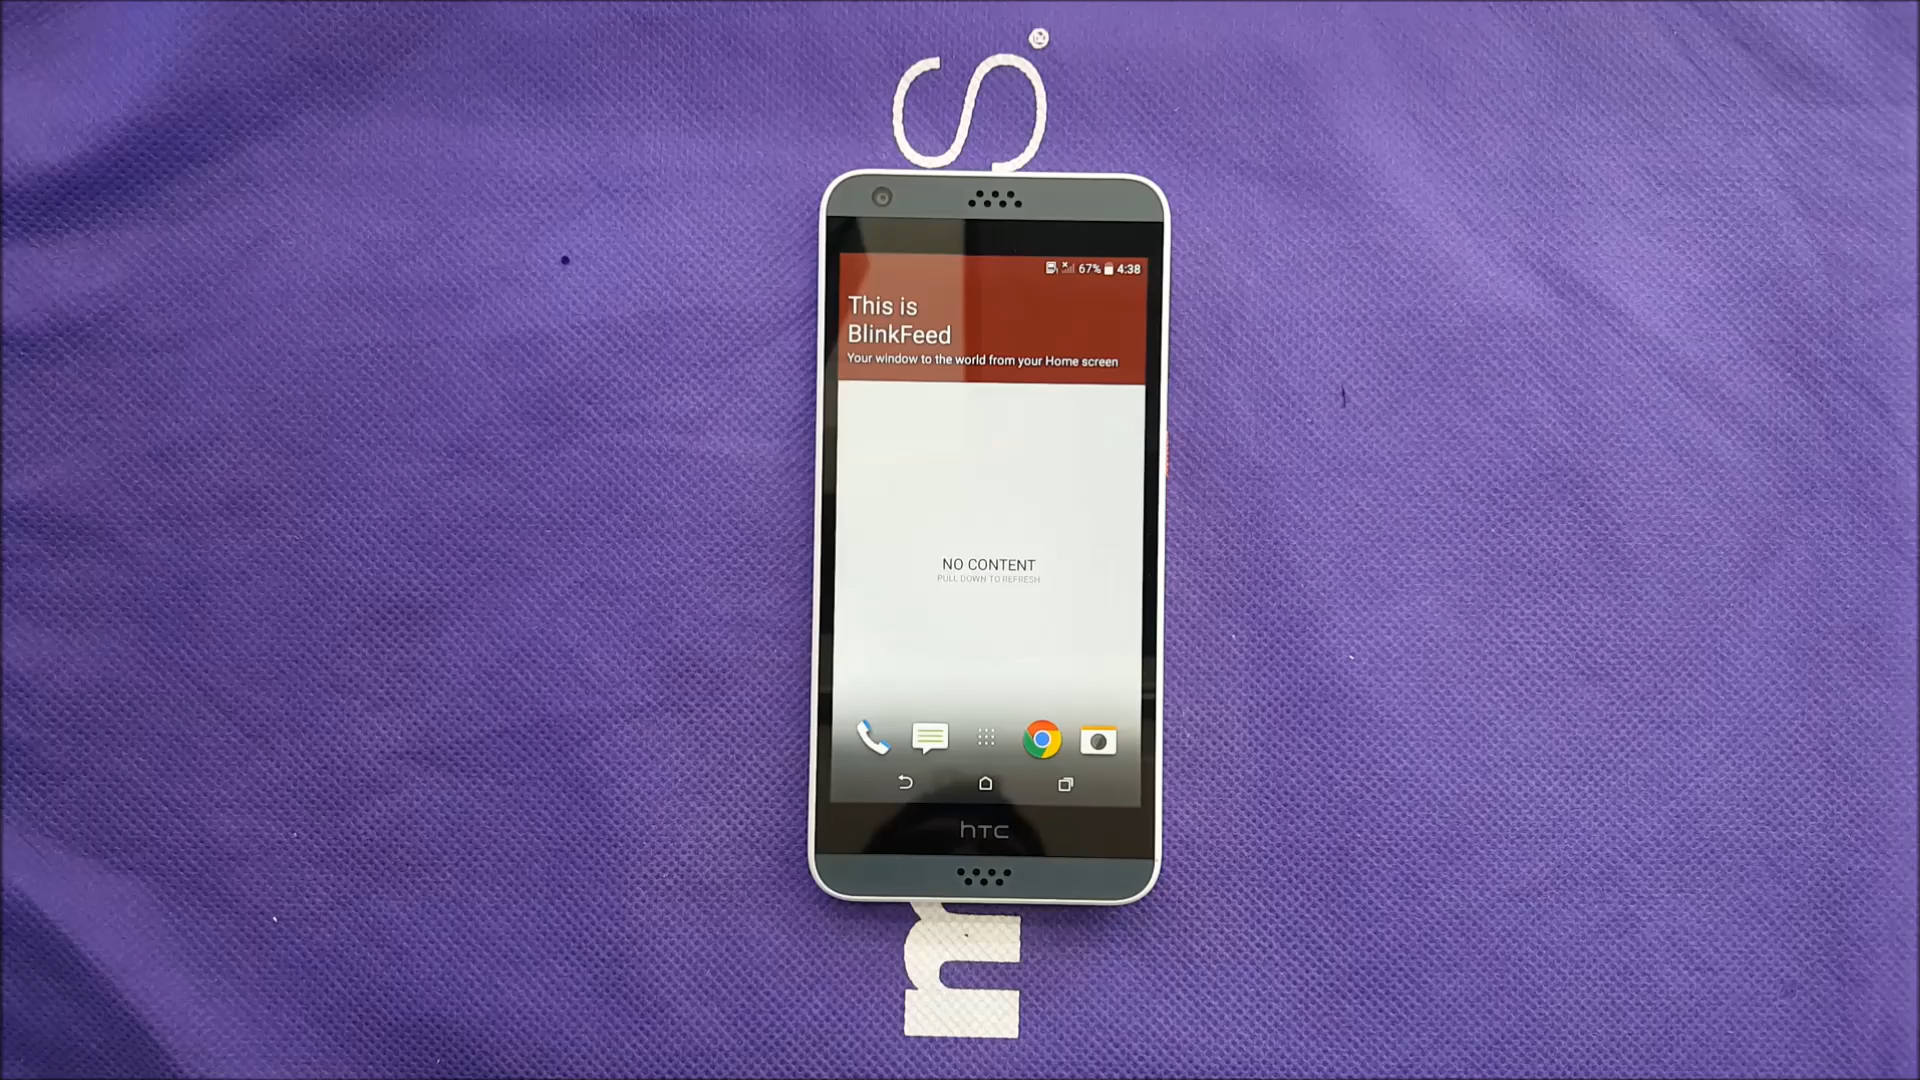 S®
67% 4:38
This is
BlinkFeed
Your window to the world from your Home screen
NO CONTENT
PULL DOWN TO REFRESH
hTC
n